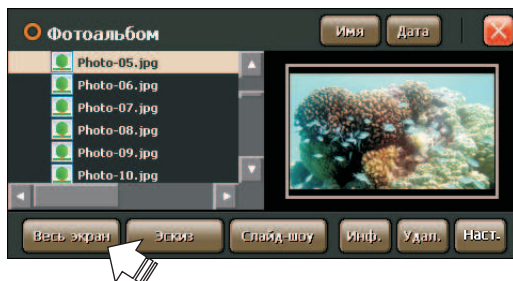 Фотоальбом Имя Дата
Photo-05.jpg
Photo-06.jpg
Photo-07.jpg
Photo-08.jpg
Photo-09.jpg
Photo-10.jpg
Весь экран Эскиз Слайд-шоу Инф. Удал. Наст.